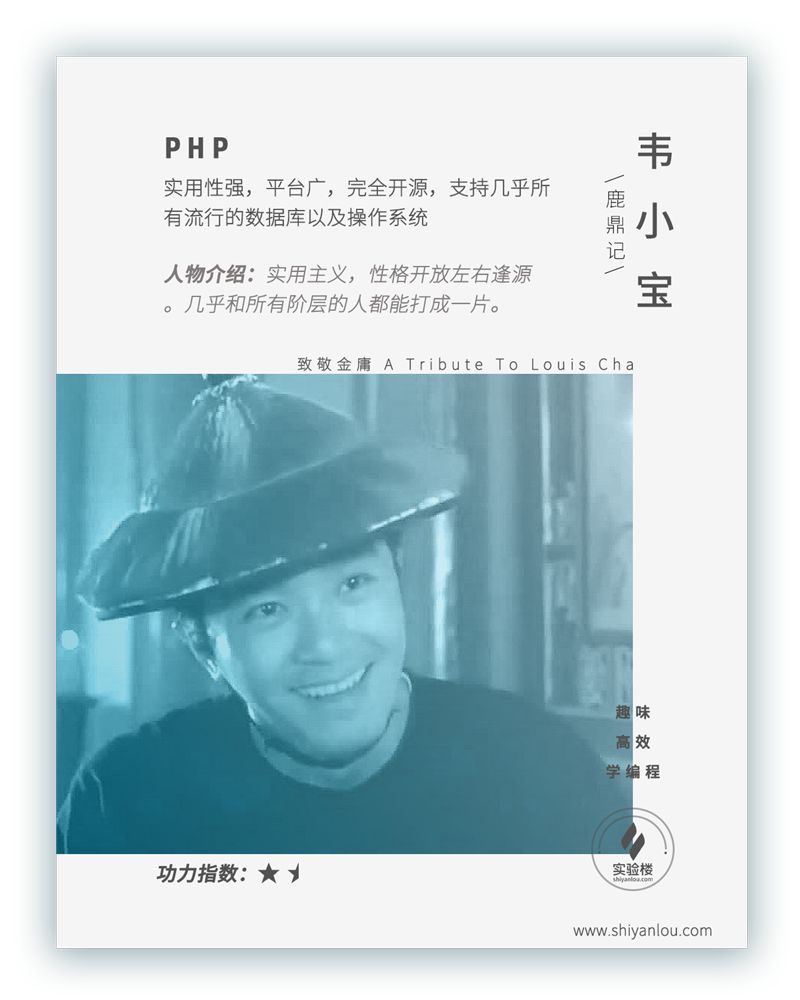 PHP
实用性强，平台广，完全开源，支持几乎所
有流行的数据库以及操作系统
人物介绍：实用主义，性格开放左右逢源
。几乎和所有阶层的人都能打成一片。
韦小宝
/鹿鼎记/
致敬金庸 A Tribute To Louis Cha
趣味
高效
学编程
实验楼
shiyanlou.com
功力指数：★
www.shiyanlou.com